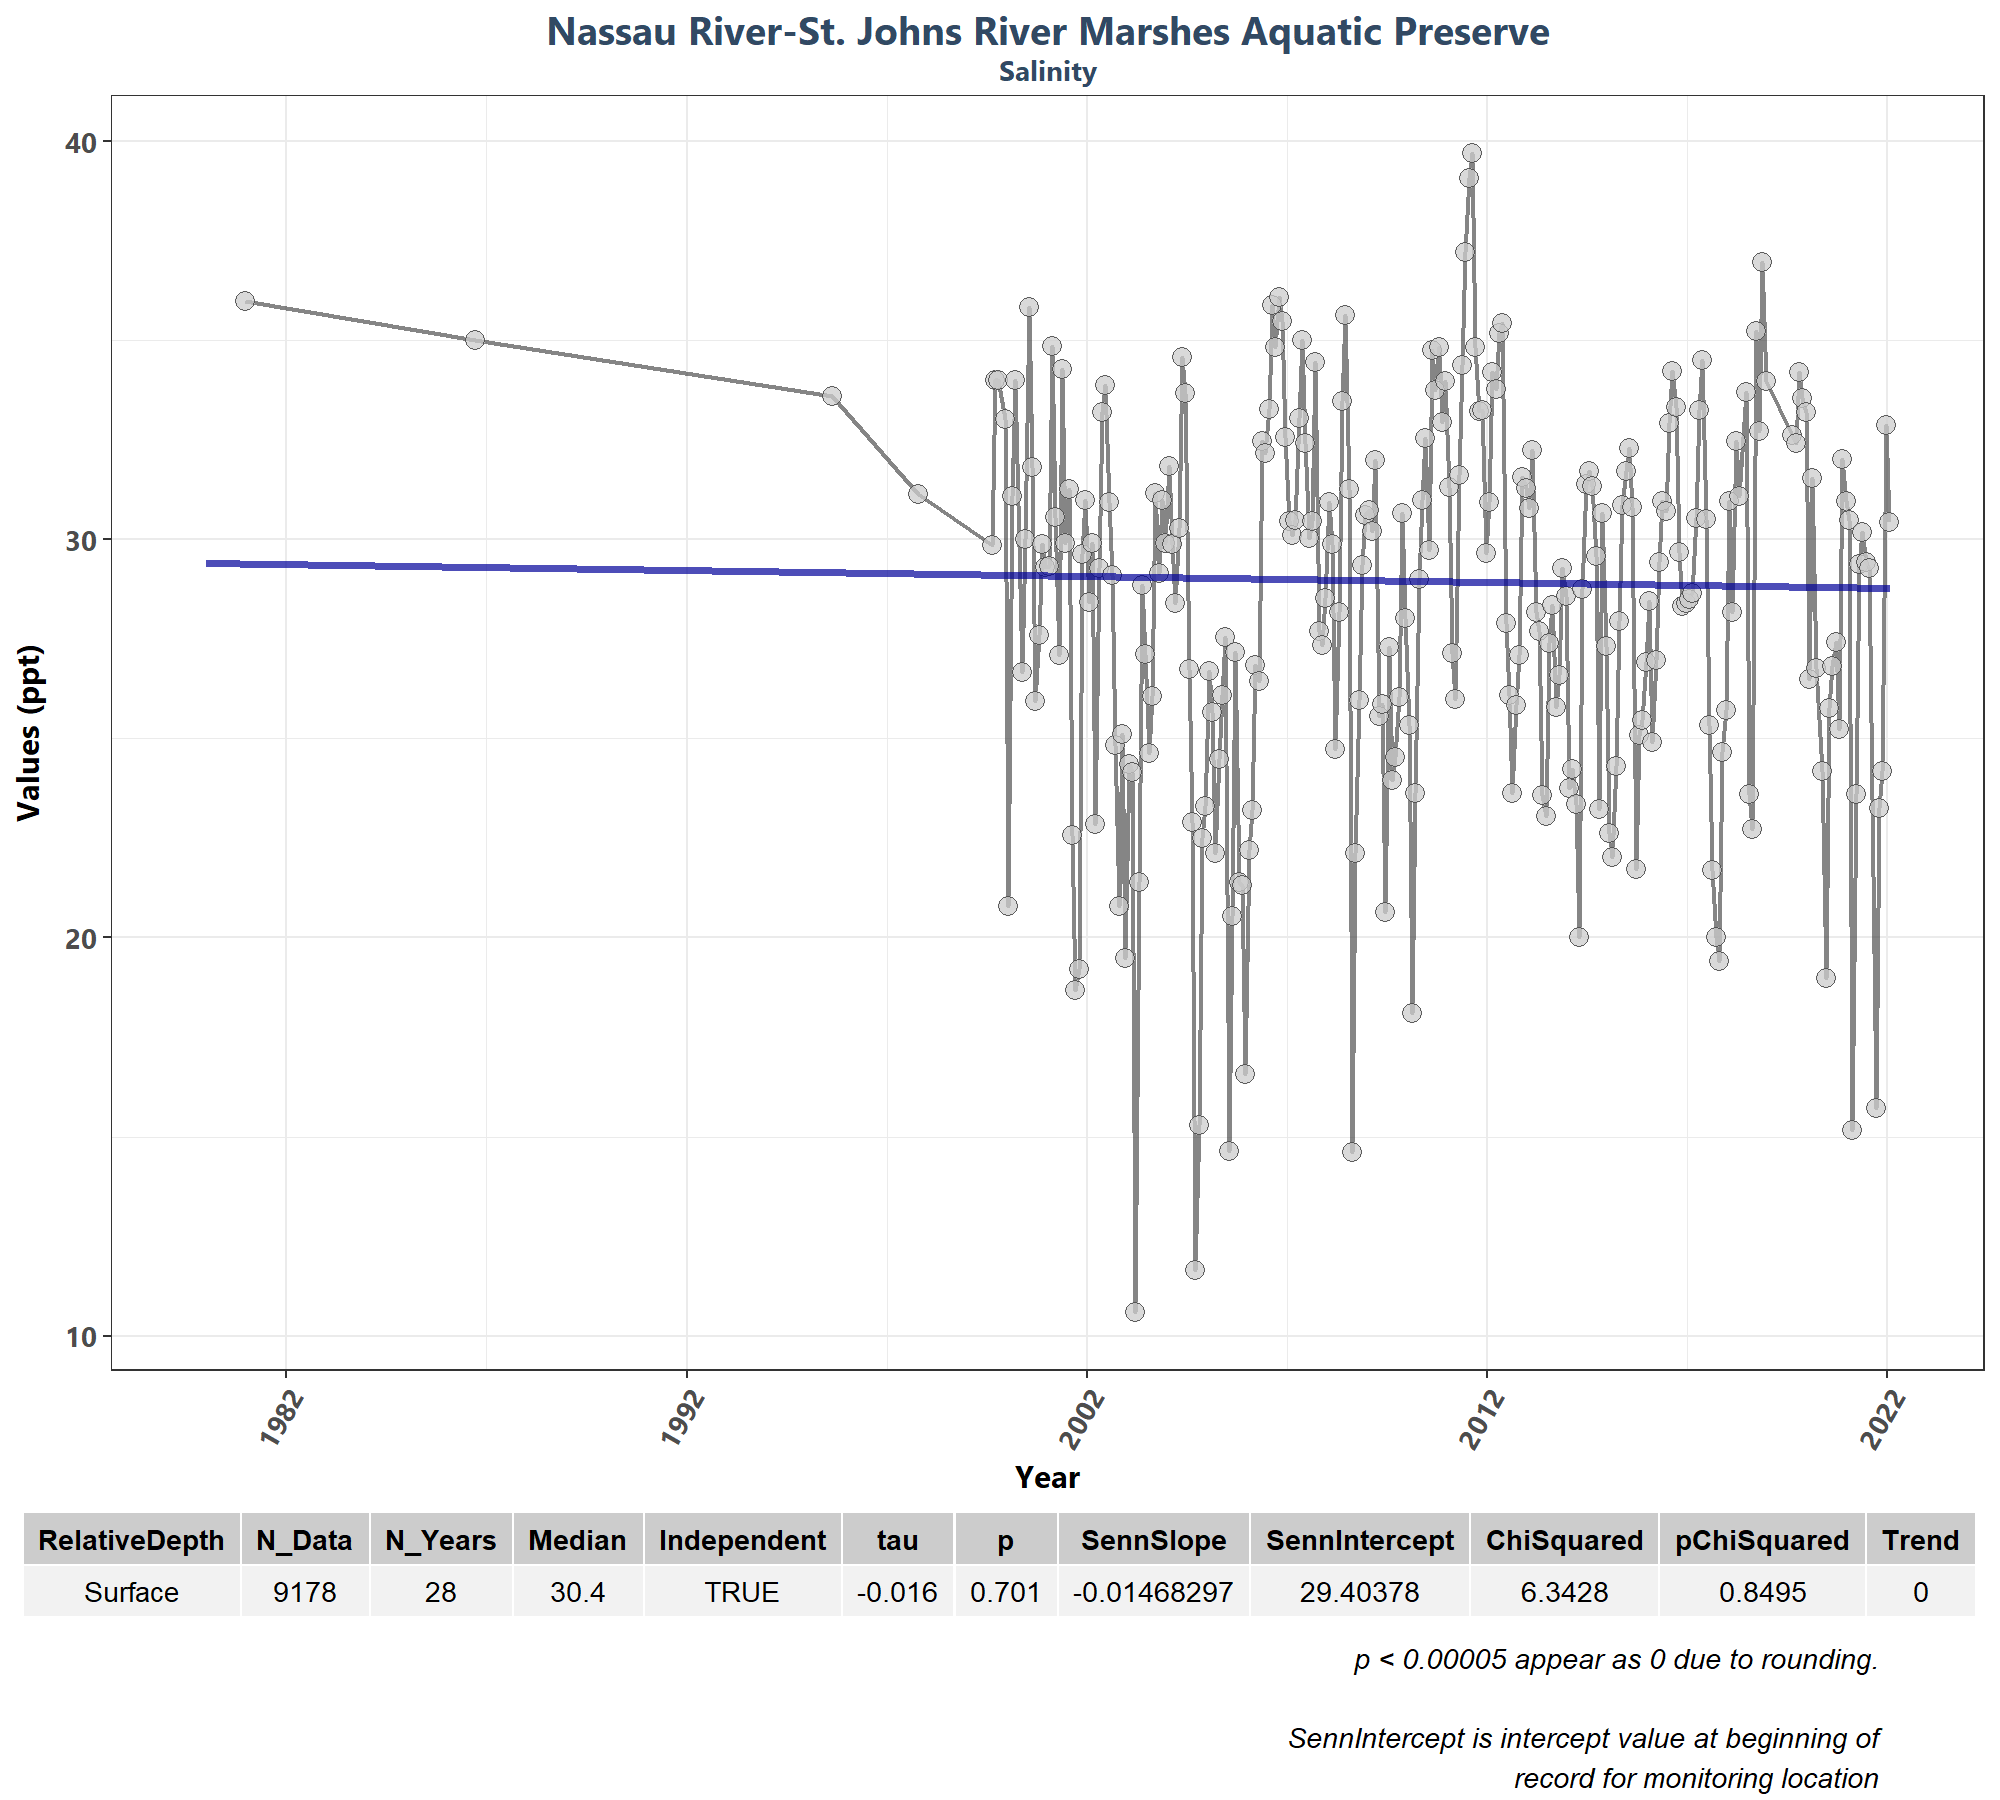 Nassau River-St. Johns River Marshes Aquatic Preserve
Salinity
40
30
20
10
Values (ppt)
1982
1992
2002
2012
2022
Year
RelativeDepth N_Data N_Years Median Independent tau p SennSlope SennIntercept ChiSquared pChiSquared Trend
Surface 9178 28 30.4 TRUE -0.016 0.701 -0.01468297 29.40378 6.3428 0.8495 0
p < 0.00005 appear as 0 due to rounding.
SennIntercept is intercept value at beginning of
record for monitoring location